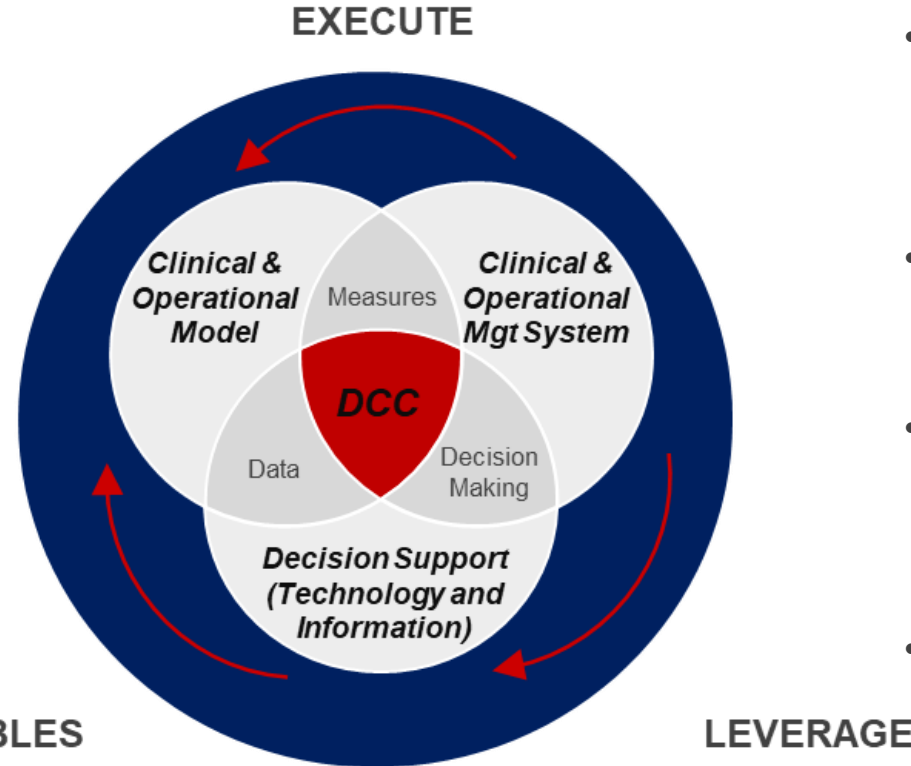 EXECUTE
Clinical &
Operational
Model
Measures
Clinical &
Operational
Mgt System
DCC
Data
Decision
Making
Decision Support
(Technology and
Information)
BLES
LEVERAGE